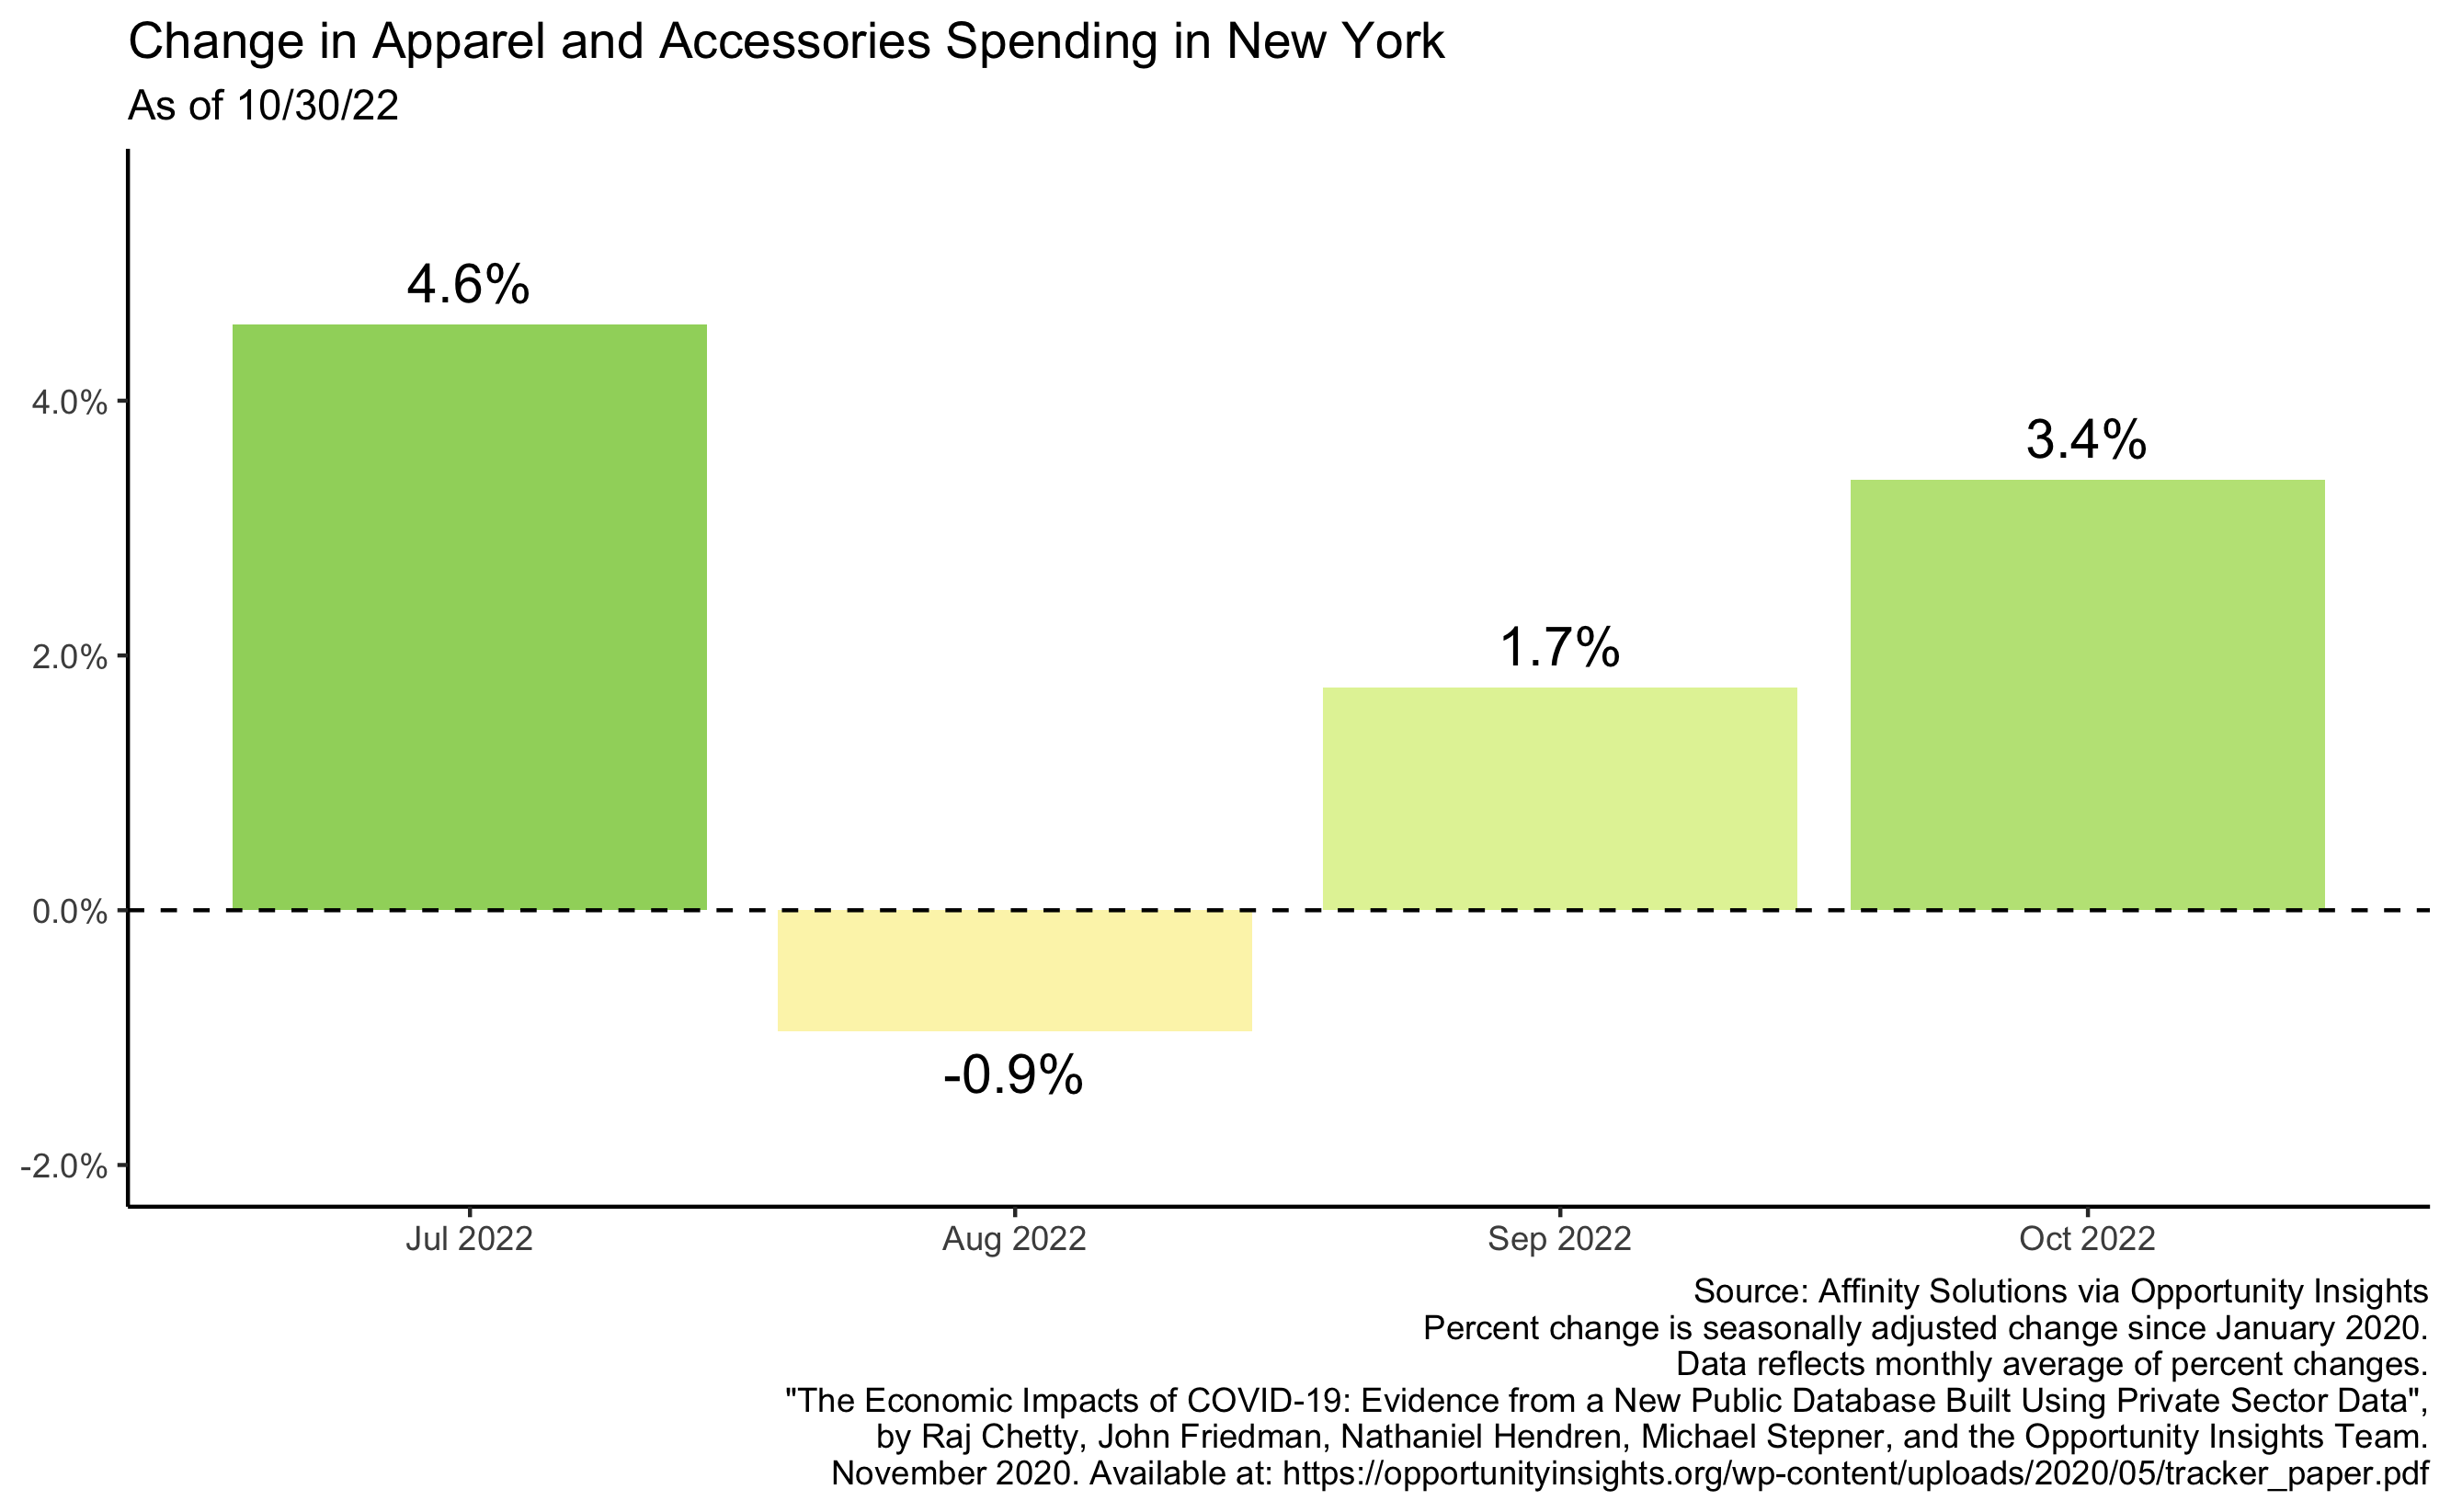 Change in Apparel and Accessories Spending in New York
As of 10/30/22
4.6%
3.4%
1.7%
-0.9%
4.0%
2.0%
0.0%
-2.0%
Jul 2022
Aug 2022
Sep 2022
Oct 2022
Source: Affinity Solutions via Opportunity Insights
Percent change is seasonally adjusted change since January 2020.
Data reflects monthly average of percent changes.
"The Economic Impacts of COVID-19: Evidence from a New Public Database Built Using Private Sector Data",
by Raj Chetty, John Friedman, Nathaniel Hendren, Michael Stepner, and the Opportunity Insights Team.
November 2020. Available at: https://opportunityinsights.org/wp-content/uploads/2020/05/tracker_paper.pdf